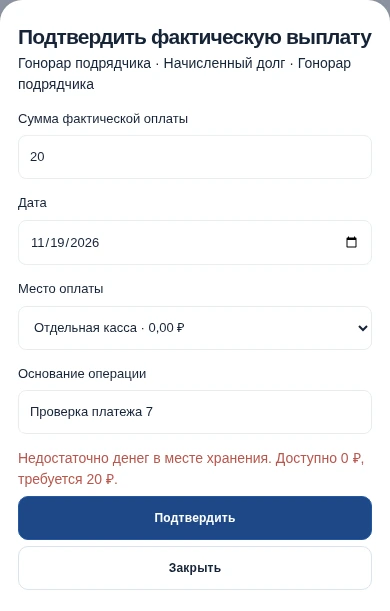 Подтвердить фактическую выплату
Гонорар подрядчика · Начисленный долг · Гонорар
подрядчика
Сумма фактической оплаты
20
Дата
11/19/2026
Место оплаты
Отдельная касса · 0,00 ₽
Основание операции
Проверка платежа 7
Недостаточно денег в месте хранения. Доступно 0 ₽,
требуется 20 ₽.
Подтвердить
Закрыть